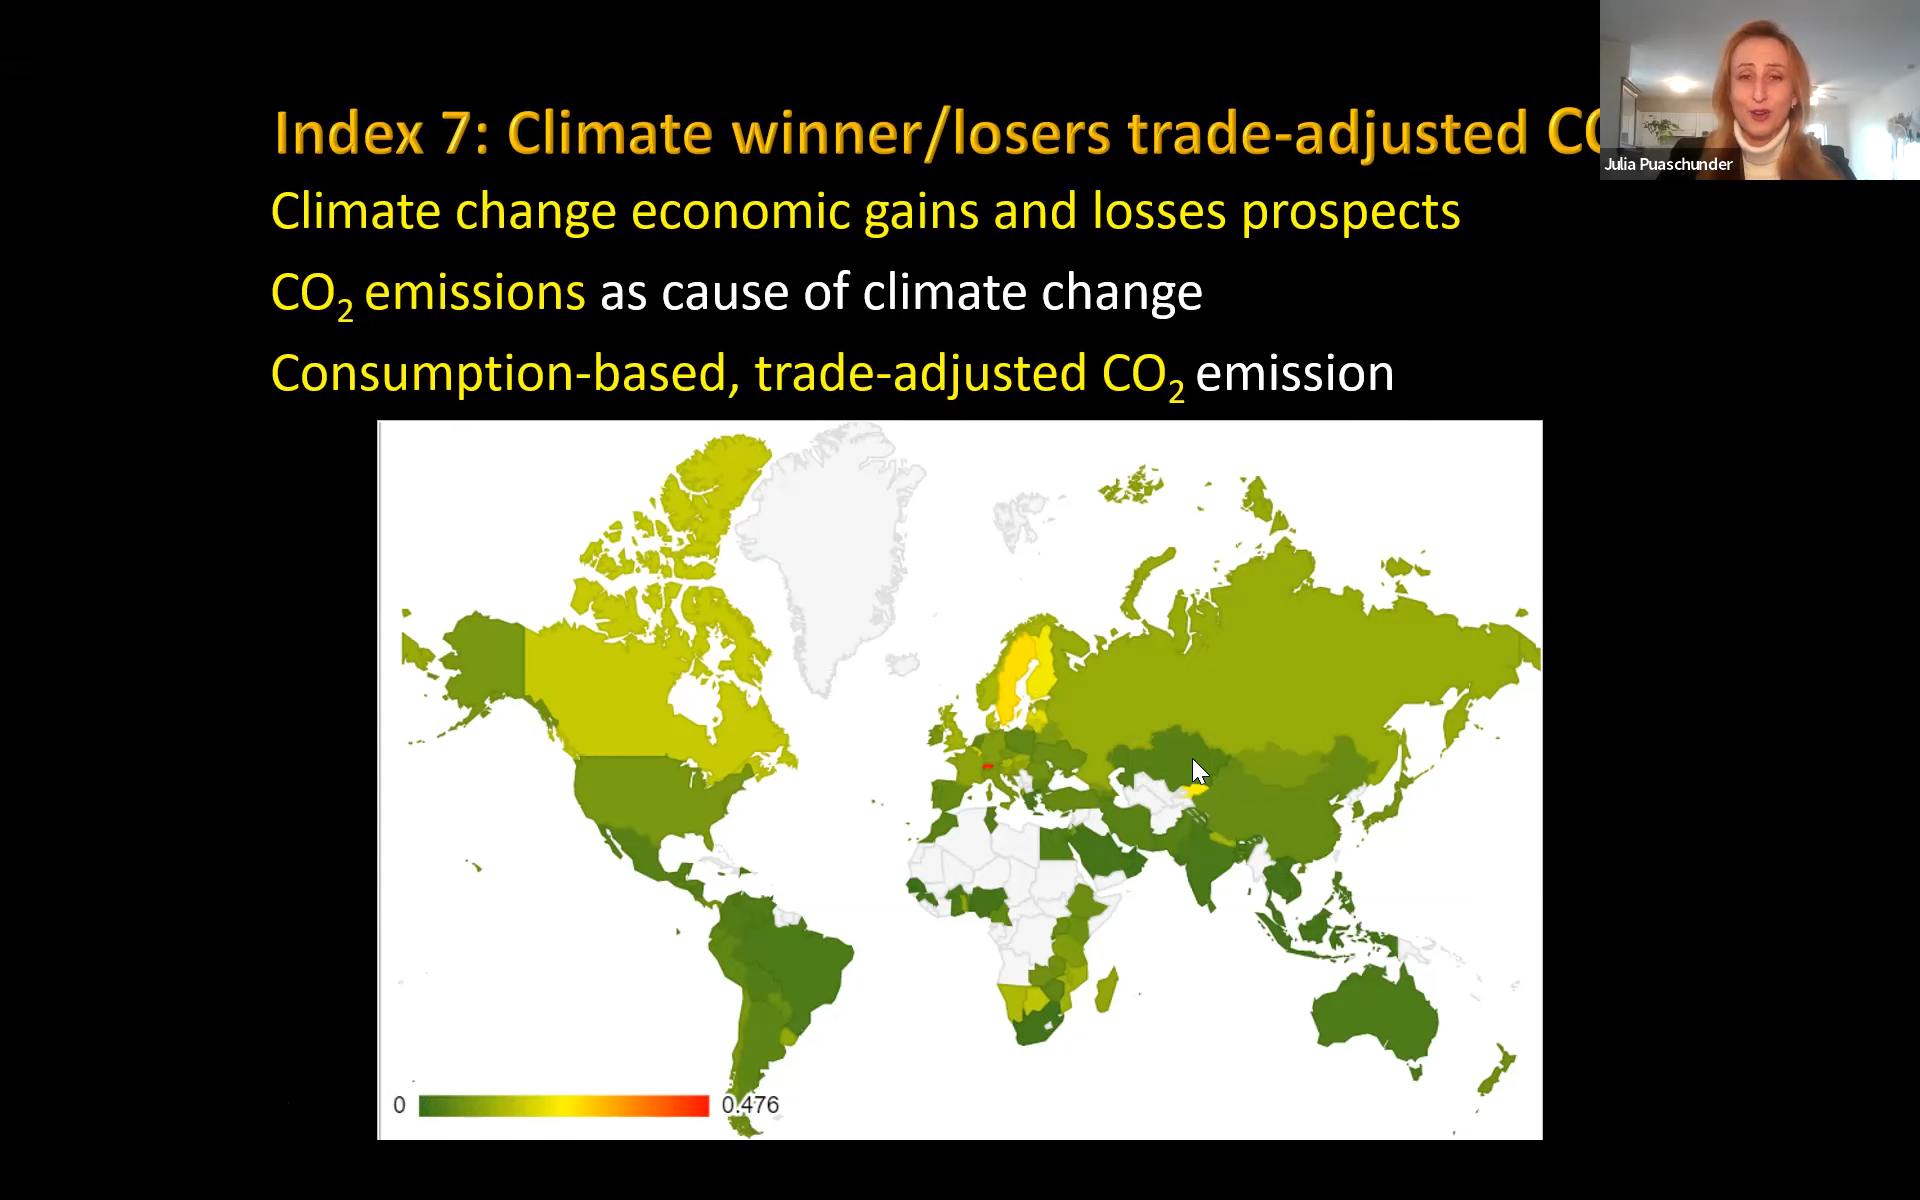 Index 7: Climate winner/losers trade-adjusted CO
Julia Puaschunder
Climate change economic gains and losses prospects
CO₂ emissions as cause of climate change
Consumption-based, trade-adjusted CO₂ emission
0
0.476